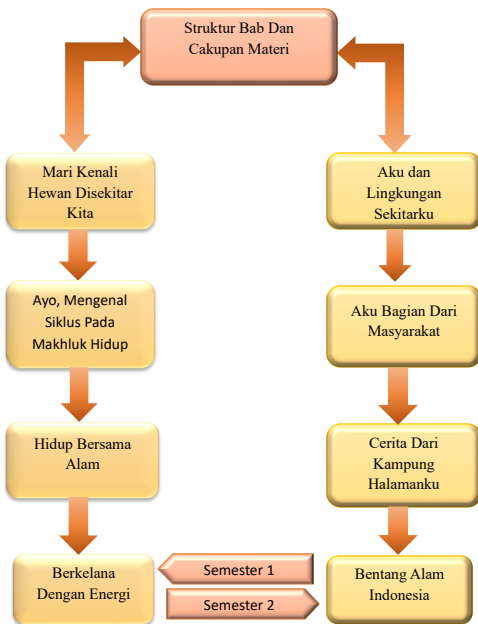 Struktur Bab Dan
Cakupan Materi
Mari Kenali
Hewan Disekitar
Kita
Ayo, Mengenal
Siklus Pada
Makhluk Hidup
Hidup Bersama
Alam
Berkelana
Dengan Energi
Aku dan
Lingkungan
Sekitarku
Aku Bagian Dari
Masyarakat
Cerita Dari
Kampung
Halamanku
Bentang Alam
Indonesia
Semester 1
Semester 2